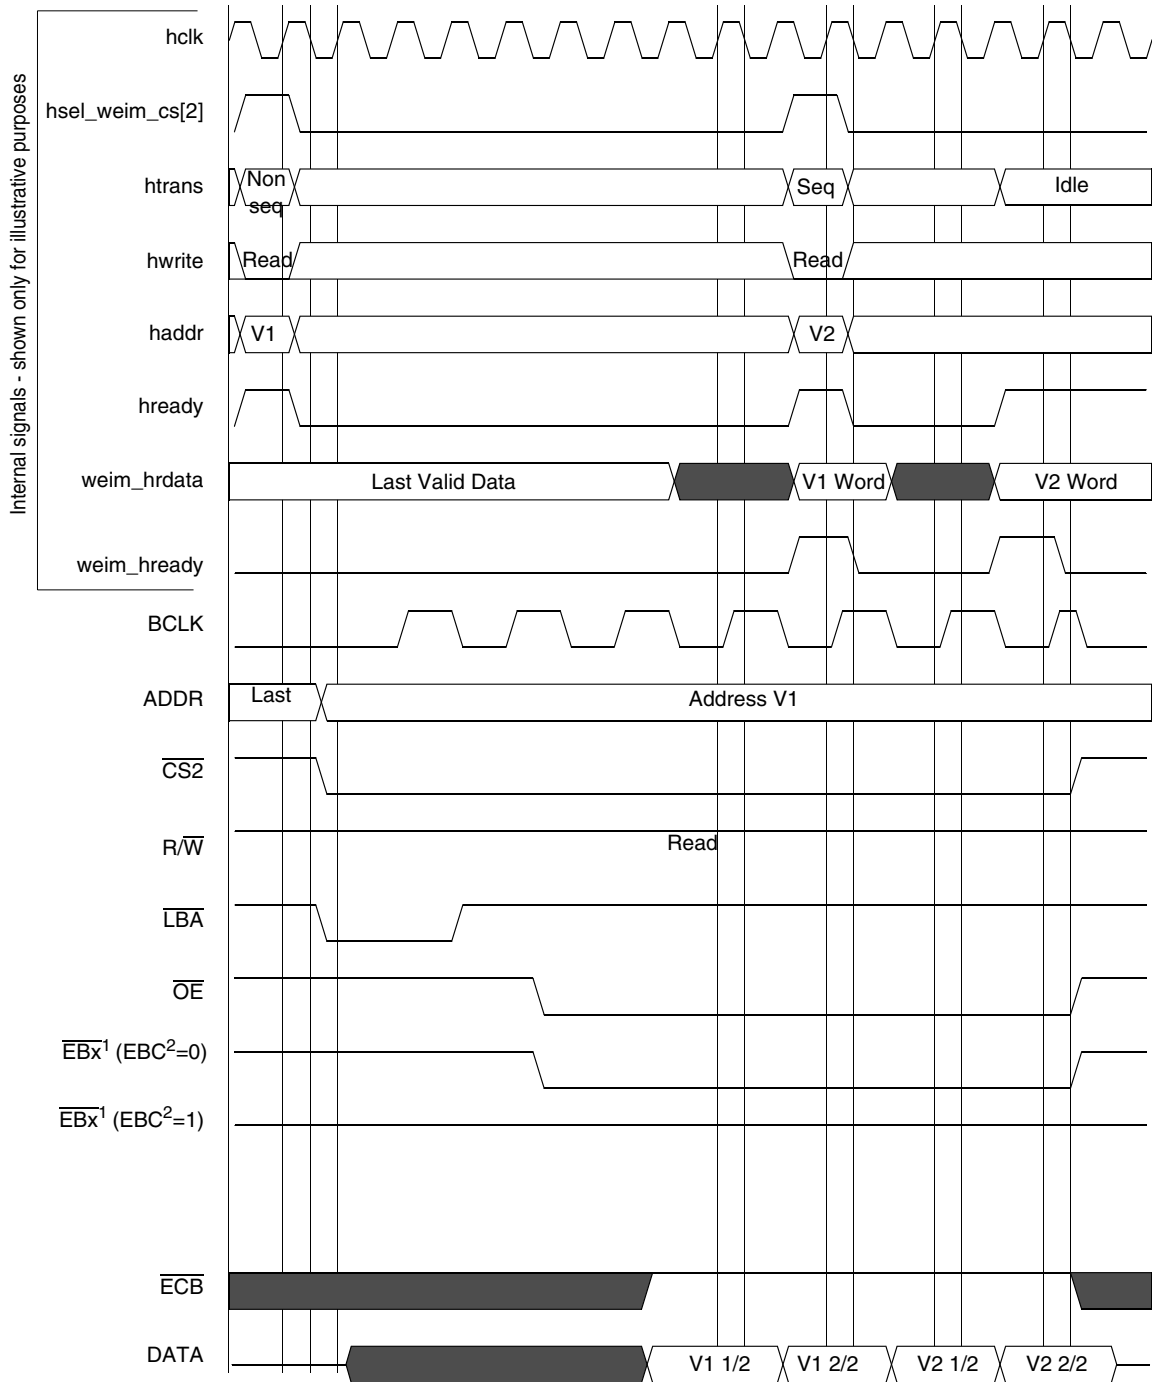 Internal signals - shown only for illustrative purposes
hclk
hsel_weim_cs[2]
htrans
Non
seq
Seq
Idle
hwrite
Read
Read
haddr
V1
V2
hready
weim_hrdata
Last Valid Data
V1 Word
V2 Word
weim_hready
BCLK
ADDR
Last
Address V1
CS2
R/W
Read
LBA
OE
EBx¹ (EBC²=0)
EBx¹ (EBC²=1)
ECB
DATA
V1 1/2
V1 2/2
V2 1/2
V2 2/2